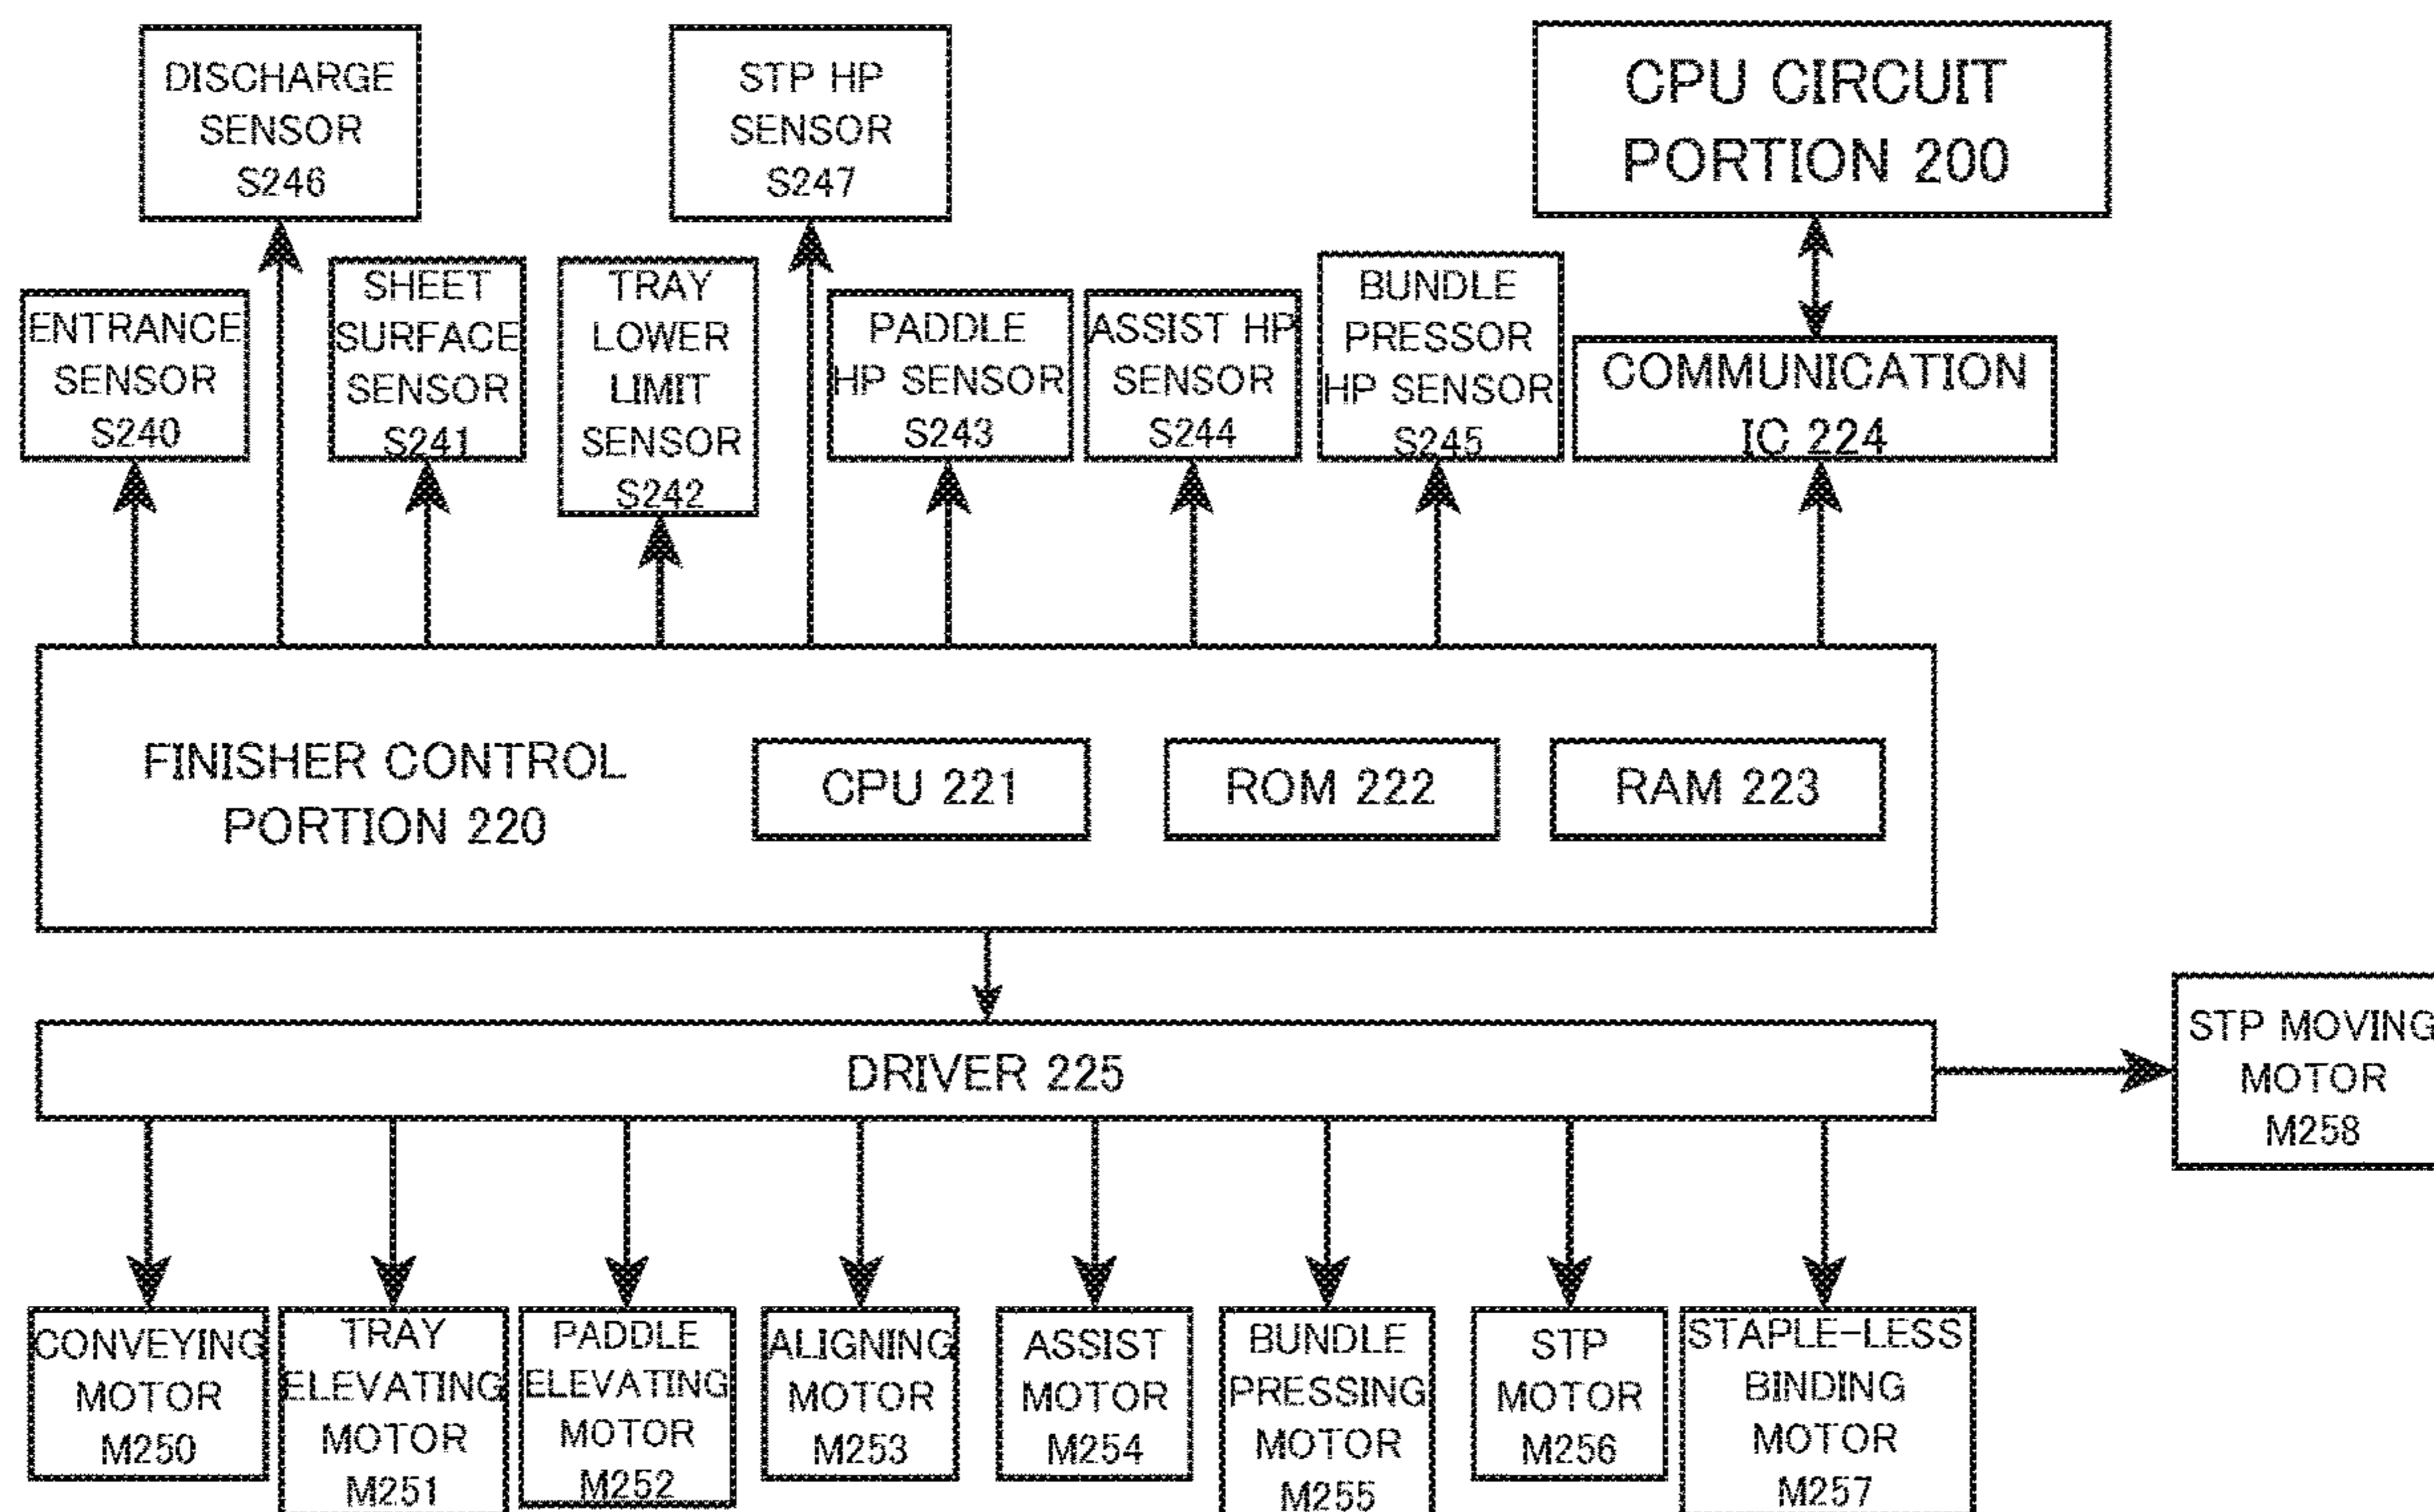 DISCHARGE
SENSOR
S246
STP HP
SENSOR
S247
CPU CIRCUIT
PORTION 200
ENTRANCE
SENSOR
S240
SHEET
SURFACE
SENSOR
S241
TRAY
LOWER
LIMIT
SENSOR
S242
PADDLE
HP SENSOR
S243
ASSIST HP
SENSOR
S244
BUNDLE
PRESSOR
HP SENSOR
S245
COMMUNICATION
IC 224
FINISHER CONTROL
PORTION 220
CPU 221
ROM 222
RAM 223
DRIVER 225
STP MOVING
MOTOR
M258
CONVEYING
MOTOR
M250
TRAY
ELEVATING
MOTOR
M251
PADDLE
ELEVATING
MOTOR
M252
ALIGNING
MOTOR
M253
ASSIST
MOTOR
M254
BUNDLE
PRESSING
MOTOR
M255
STP
MOTOR
M256
STAPLE-LESS
BINDING
MOTOR
M257